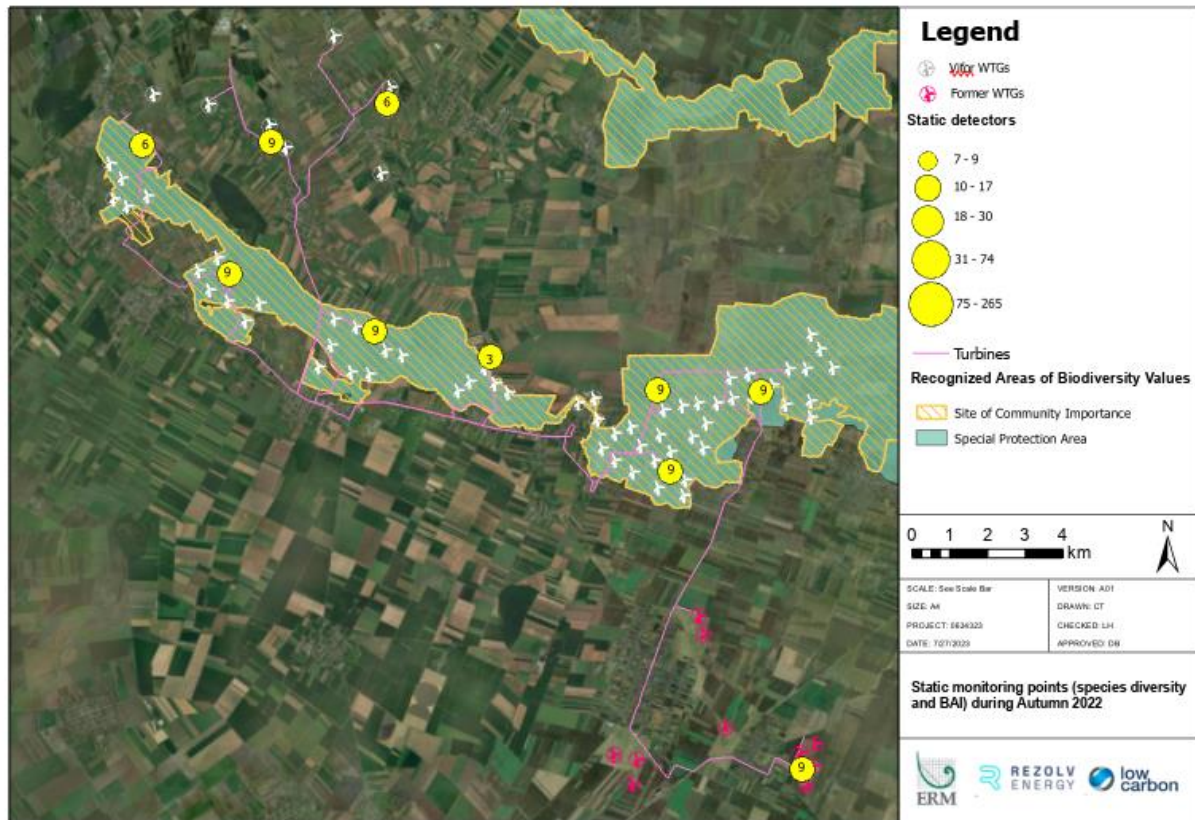 Legend
Vifor WTGs
Former WTGs
Static detectors
7 - 9
10 - 17
18 - 30
31 - 74
75 - 265
Turbines
Recognized Areas of Biodiversity Values
Site of Community Importance
Special Protection Area
0 1 2 3 4
km
N
SCALE: See Scale Bar
VERSION: A01
SIZE: A4
DRAWN: CT
PROJECT: 0624323
CHECKED: LH
DATE: 7/27/2023
APPROVED: DB
Static monitoring points (species diversity
and BAI) during Autumn 2022
ERM
REZOLV
ENERGY
low
carbon
6
9
6
9
9
3
9
9
9
9